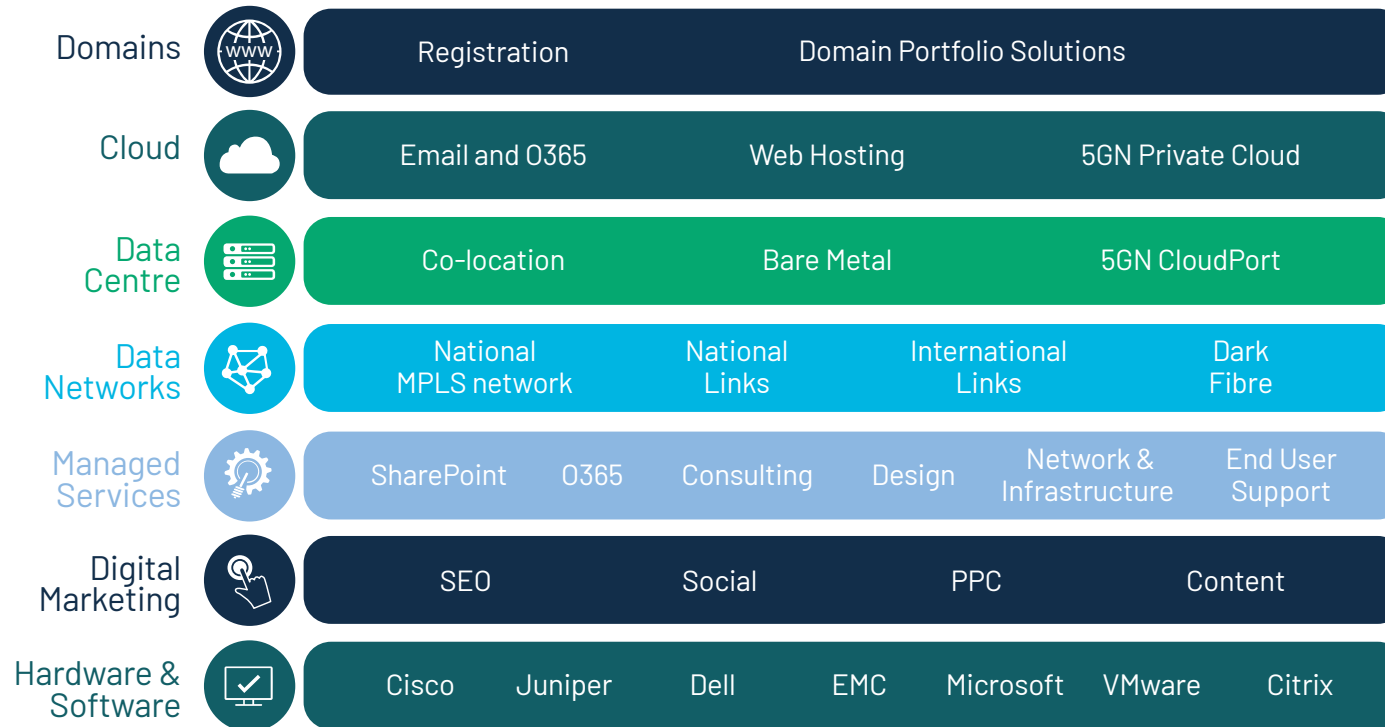 Domains
WWW
Registration
Domain Portfolio Solutions
Cloud
Email and O365
Web Hosting
5GN Private Cloud
Data
Centre
Co-location
Bare Metal
5GN CloudPort
Data
Networks
National
MPLS network
National
Links
International
Links
Dark
Fibre
Managed
Services
SharePoint
O365
Consulting
Design
Network &
Infrastructure
End User
Support
Digital
Marketing
SEO
Social
PPC
Content
Hardware &
Software
Cisco
Juniper
Dell
EMC
Microsoft
VMware
Citrix